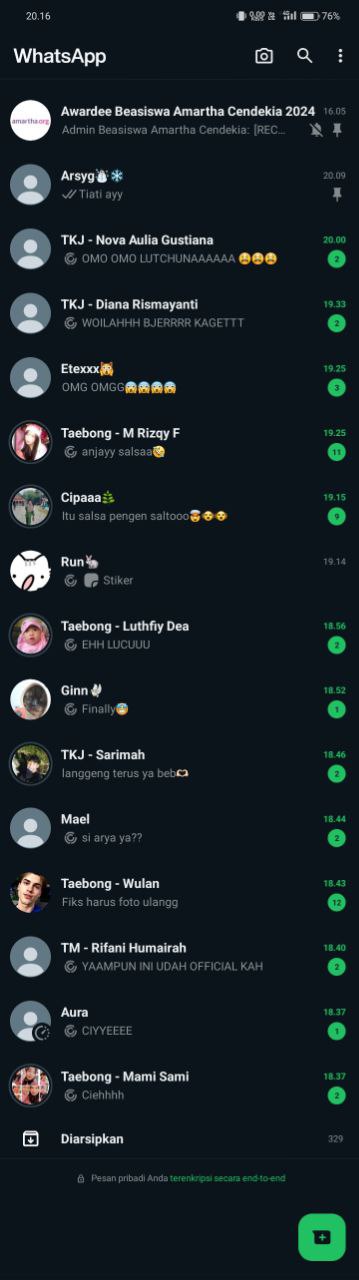 20.16
0,00 KB/S
76%
WhatsApp
amartha.org
Awardee Beasiswa Amartha Cendekia 2024 16.05
Admin Beasiswa Amartha Cendekia: [REC...
Arsyg⛄❄️ 20.09
Tiati ayy
TKJ - Nova Aulia Gustiana 20.00
OMO OMO LUTCHUNAAAAAA 😩😩😩 2
TKJ - Diana Rismayanti 19.33
WOILAHHH BJERRRR KAGETTT 2
Etexxx 19.25
OMG OMGG😱😱😱😱 3
Taebong - M Rizqy F 19.25
anjayy salsaa🤣 11
Cipaaa🌿 19.15
Itu salsa pengen saltooo🤯😵😵 9
Run🐇 19.14
Stiker
Taebong - Luthfiy Dea 18.56
EHH LUCUUU 2
Ginn🕊️ 18.52
Finally😇 1
TKJ - Sarimah 18.46
langgeng terus ya beb🫶🏻 2
Mael 18.44
si arya ya?? 2
Taebong - Wulan 18.43
Fiks harus foto ulangg 12
TM - Rifani Humairah 18.40
YAAMPUN INI UDAH OFFICIAL KAH 2
Aura 18.37
CIYYEEEE 1
Taebong - Mami Sami 18.37
Ciehhhh 2
Diarsipkan 329
Pesan pribadi Anda terenkripsi secara end-to-end